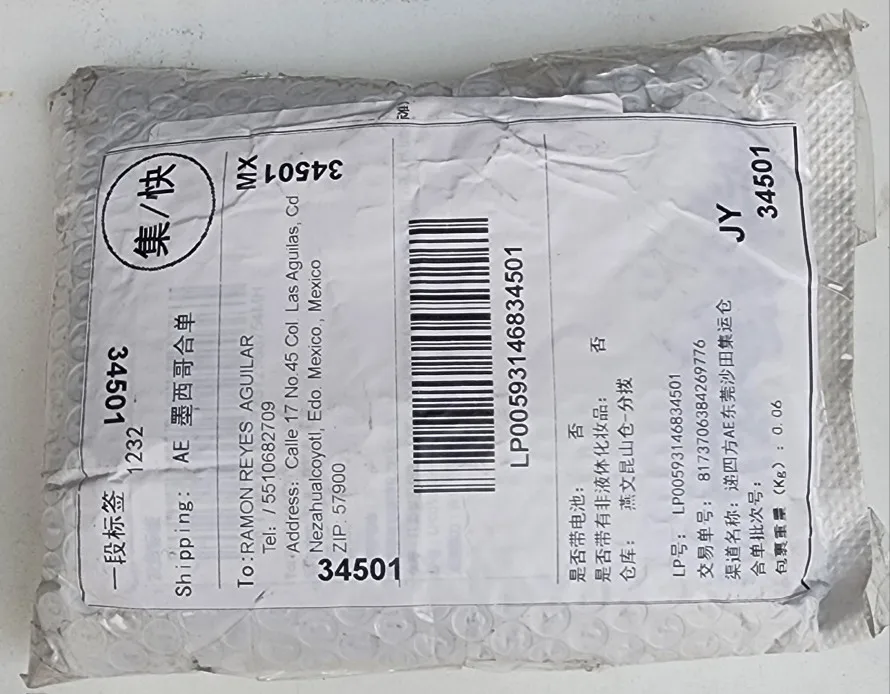 一段标签 34501
1232
集/快
Shipping: AE 墨西哥合单
To:RAMON REYES AGUILAR MX
Tel: / 5510682709 34501
Address: Calle 17 No.45 Col. Las Aguilas, Cd
Nezahualcoyotl, Edo. Mexico., Mexico
ZIP. 57900
34501
34501
LP00593146834501
是否带电池: 否
是否带有非液体化妆品: 否
仓库: 燕文昆山仓-分拨
LP号: LP00593146834501
交易单号: 8173706384269776
渠道名称: 递四方AE东莞沙田集运仓
JY
合单批次号:
34501
包裹重量 (Kg): 0.06